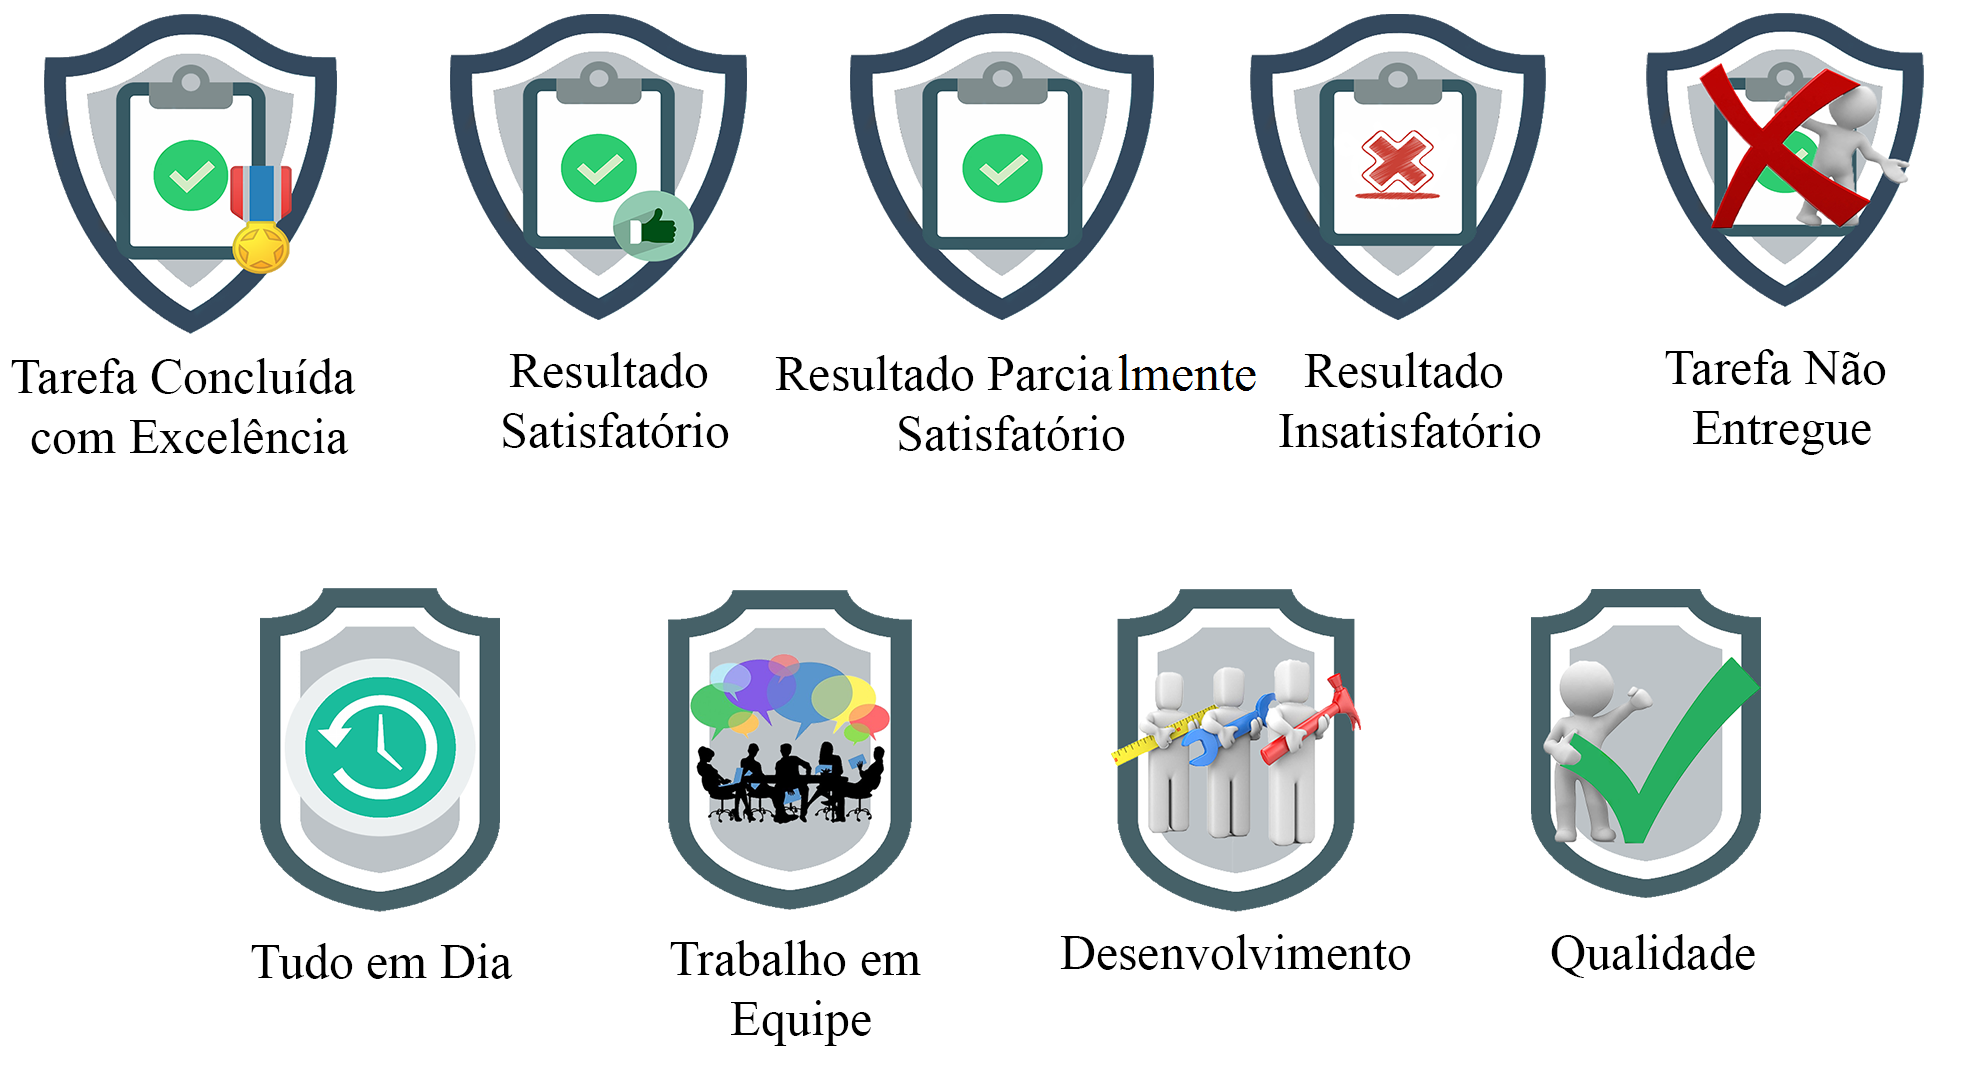 Tarefa Concluída
com Excelência
Resultado
Satisfatório
Resultado Parcialmente
Satisfatório
Resultado
Insatisfatório
Tarefa Não
Entregue
Tudo em Dia
Trabalho em
Equipe
Desenvolvimento
Qualidade